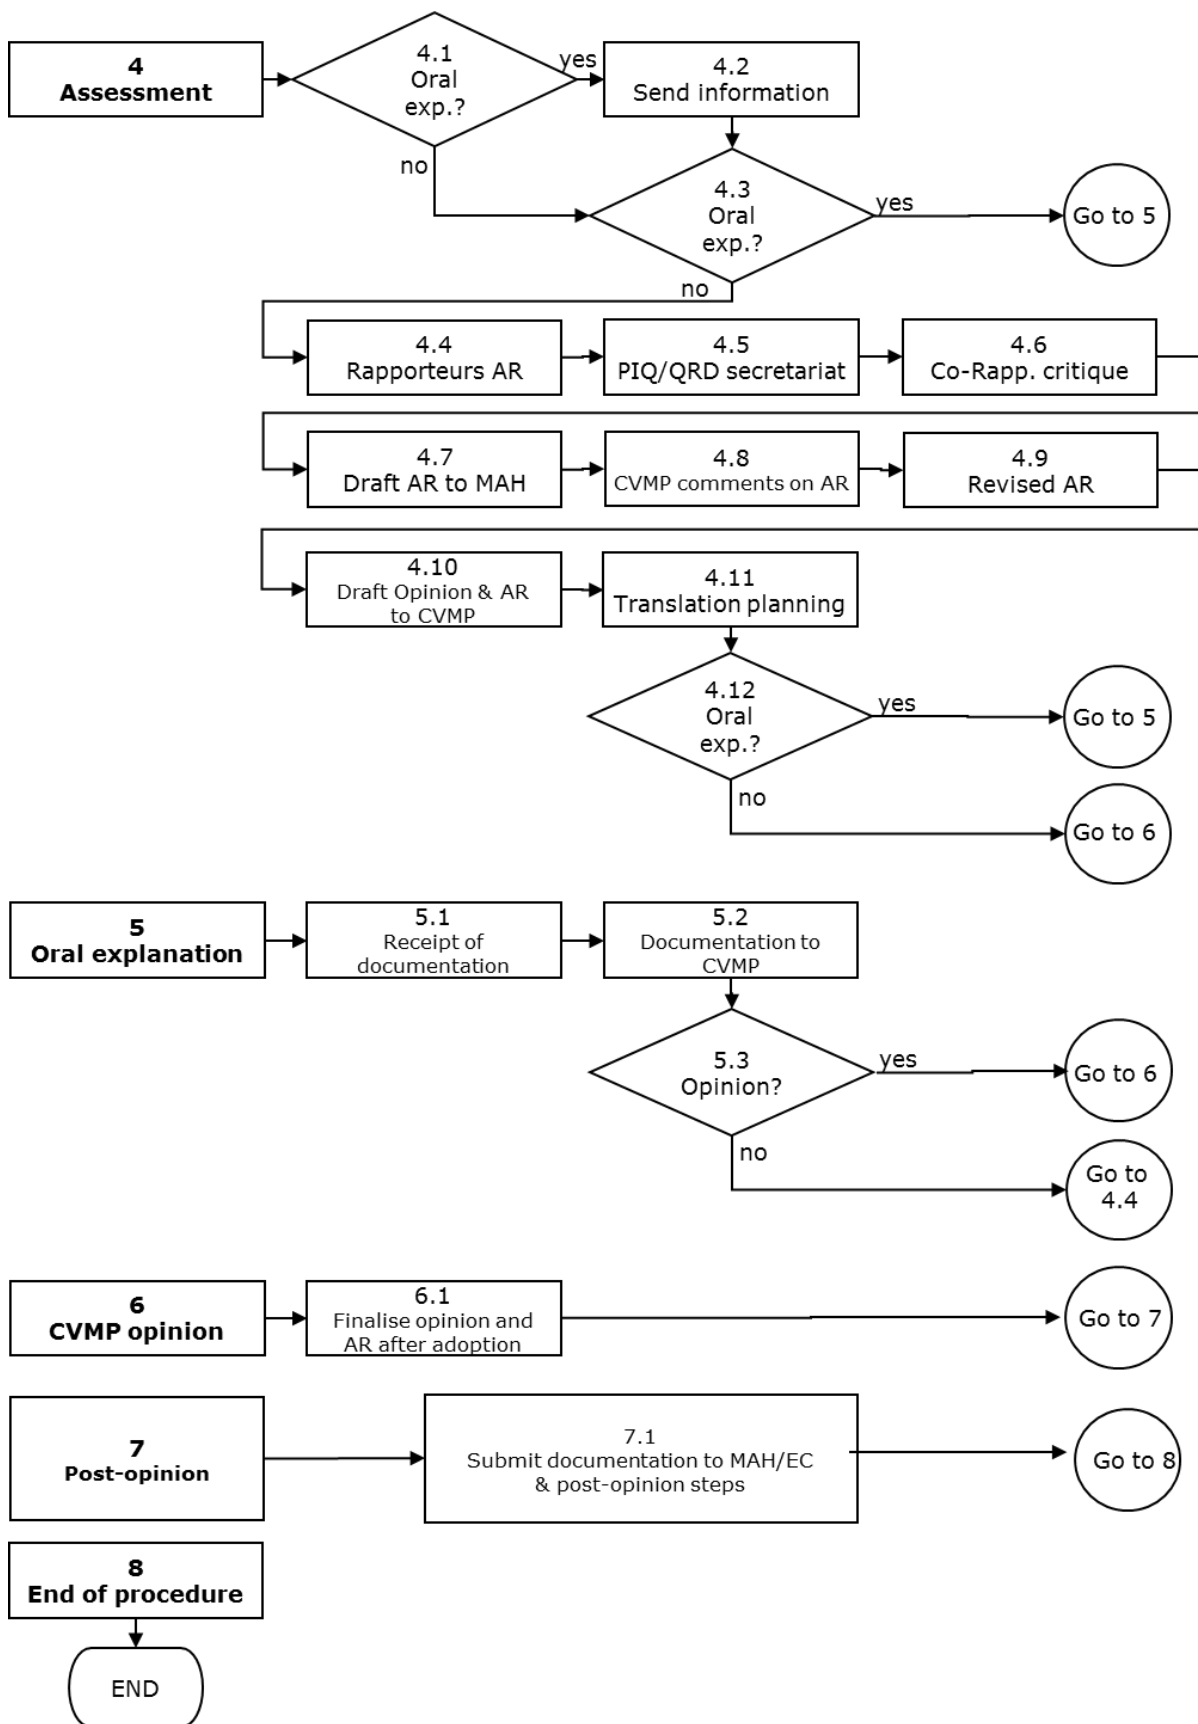 4
Assessment
4.1
Oral
exp.?
yes
4.2
Send information
no
4.3
Oral
exp.?
yes
Go to 5
no
4.4
Rapporteurs AR
4.5
PIQ/QRD secretariat
4.6
Co-Rapp. critique
4.7
Draft AR to MAH
4.8
CVMP comments on AR
4.9
Revised AR
4.10
Draft Opinion & AR
to CVMP
4.11
Translation planning
4.12
Oral
exp.?
yes
Go to 5
no
Go to 6
5
Oral explanation
5.1
Receipt of
documentation
5.2
Documentation to
CVMP
5.3
Opinion?
yes
Go to 6
no
Go to
4.4
6
CVMP opinion
6.1
Finalise opinion and
AR after adoption
Go to 7
7
Post-opinion
7.1
Submit documentation to MAH/EC
& post-opinion steps
Go to 8
8
End of procedure
END